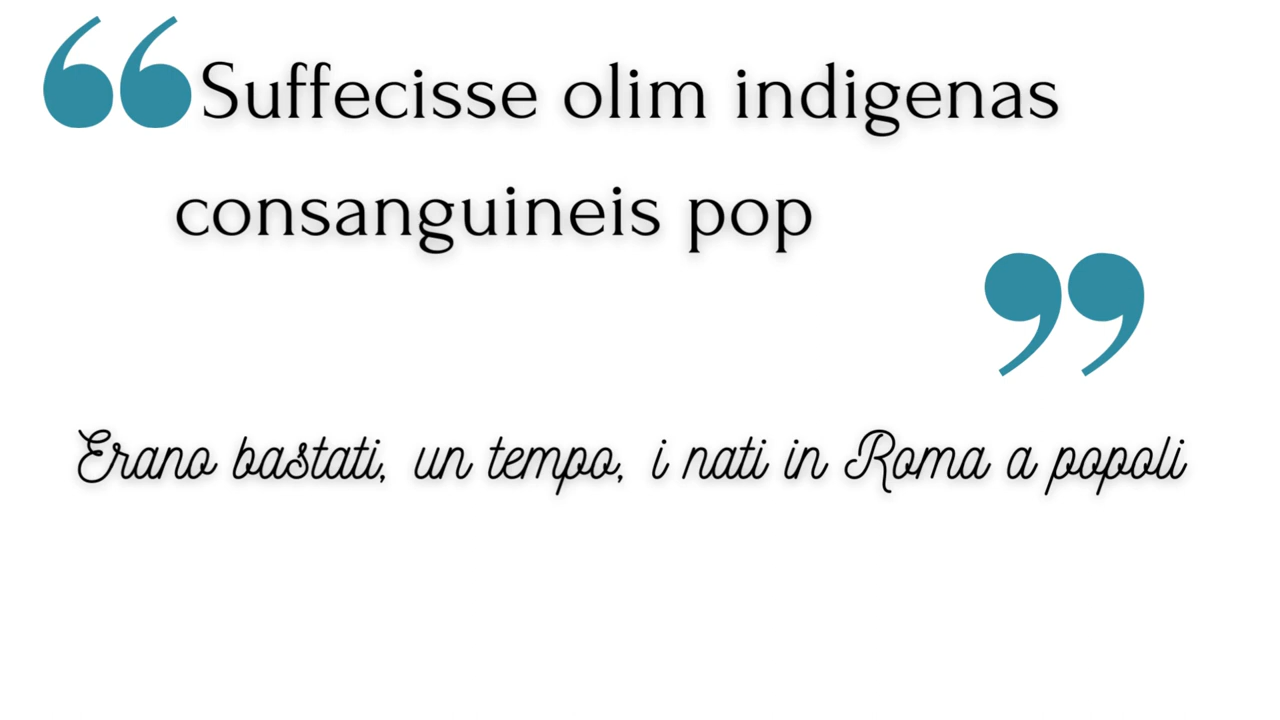 “Suffecisse olim indigenas
consanguineis pop
”
Erano bastati, un tempo, i nati in Roma a popoli